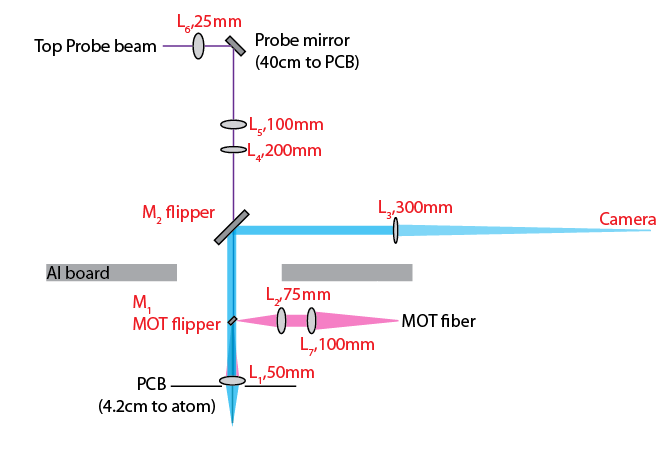 L6,25mm
Top Probe beam
Probe mirror
(40cm to PCB)
L5,100mm
L4,200mm
M2 flipper
L3,300mm
Camera
AI board
L2,75mm
M1
MOT flipper
MOT fiber
L7,100mm
L1,50mm
PCB
(4.2cm to atom)